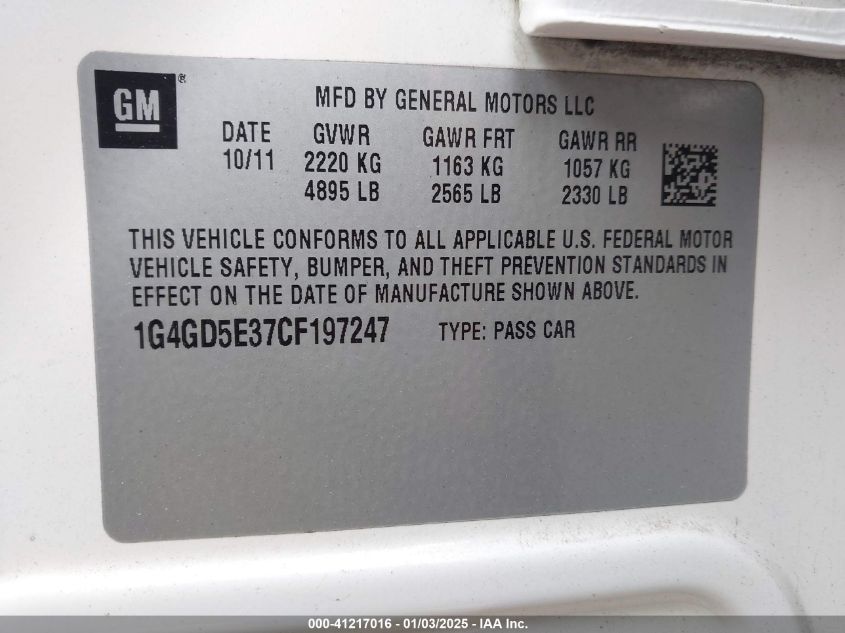 GM®
MFD BY GENERAL MOTORS LLC
DATE GVWR GAWR FRT GAWR RR
10/11 2220 KG 1163 KG 1057 KG
4895 LB 2565 LB 2330 LB
THIS VEHICLE CONFORMS TO ALL APPLICABLE U.S. FEDERAL MOTOR
VEHICLE SAFETY, BUMPER, AND THEFT PREVENTION STANDARDS IN
EFFECT ON THE DATE OF MANUFACTURE SHOWN ABOVE.
1G4GD5E37CF197247 TYPE: PASS CAR
000-41217016 - 01/03/2025 - IAA Inc.